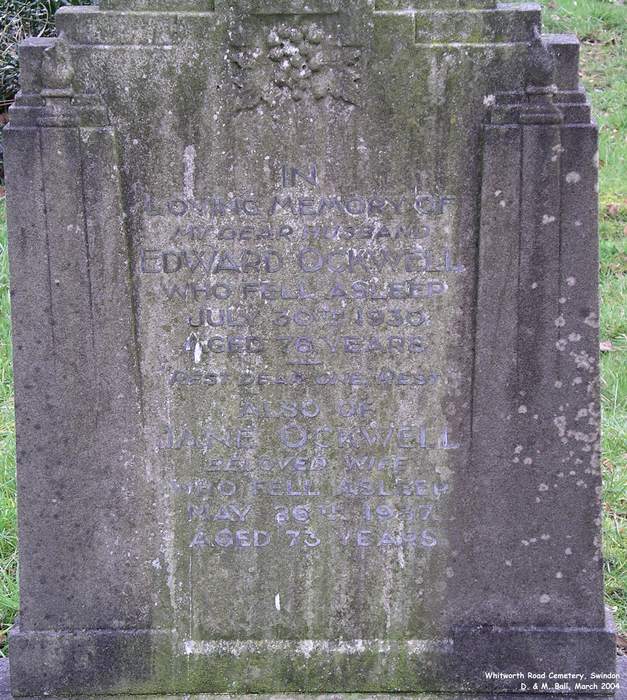 IN
LOVING MEMORY OF
MY DEAR HUSBAND
EDWARD OCKWELL
WHO FELL ASLEEP
JULY 30TH 1930.
AGED 78 YEARS
"REST DEAR ONE, REST"
ALSO OF
JANE OCKWELL
BELOVED WIFE
WHO FELL ASLEEP
MAY 26TH 1937.
AGED 73 YEARS.
Whitworth Road Cemetery, Swindon
D. & M. Ball, March 2004